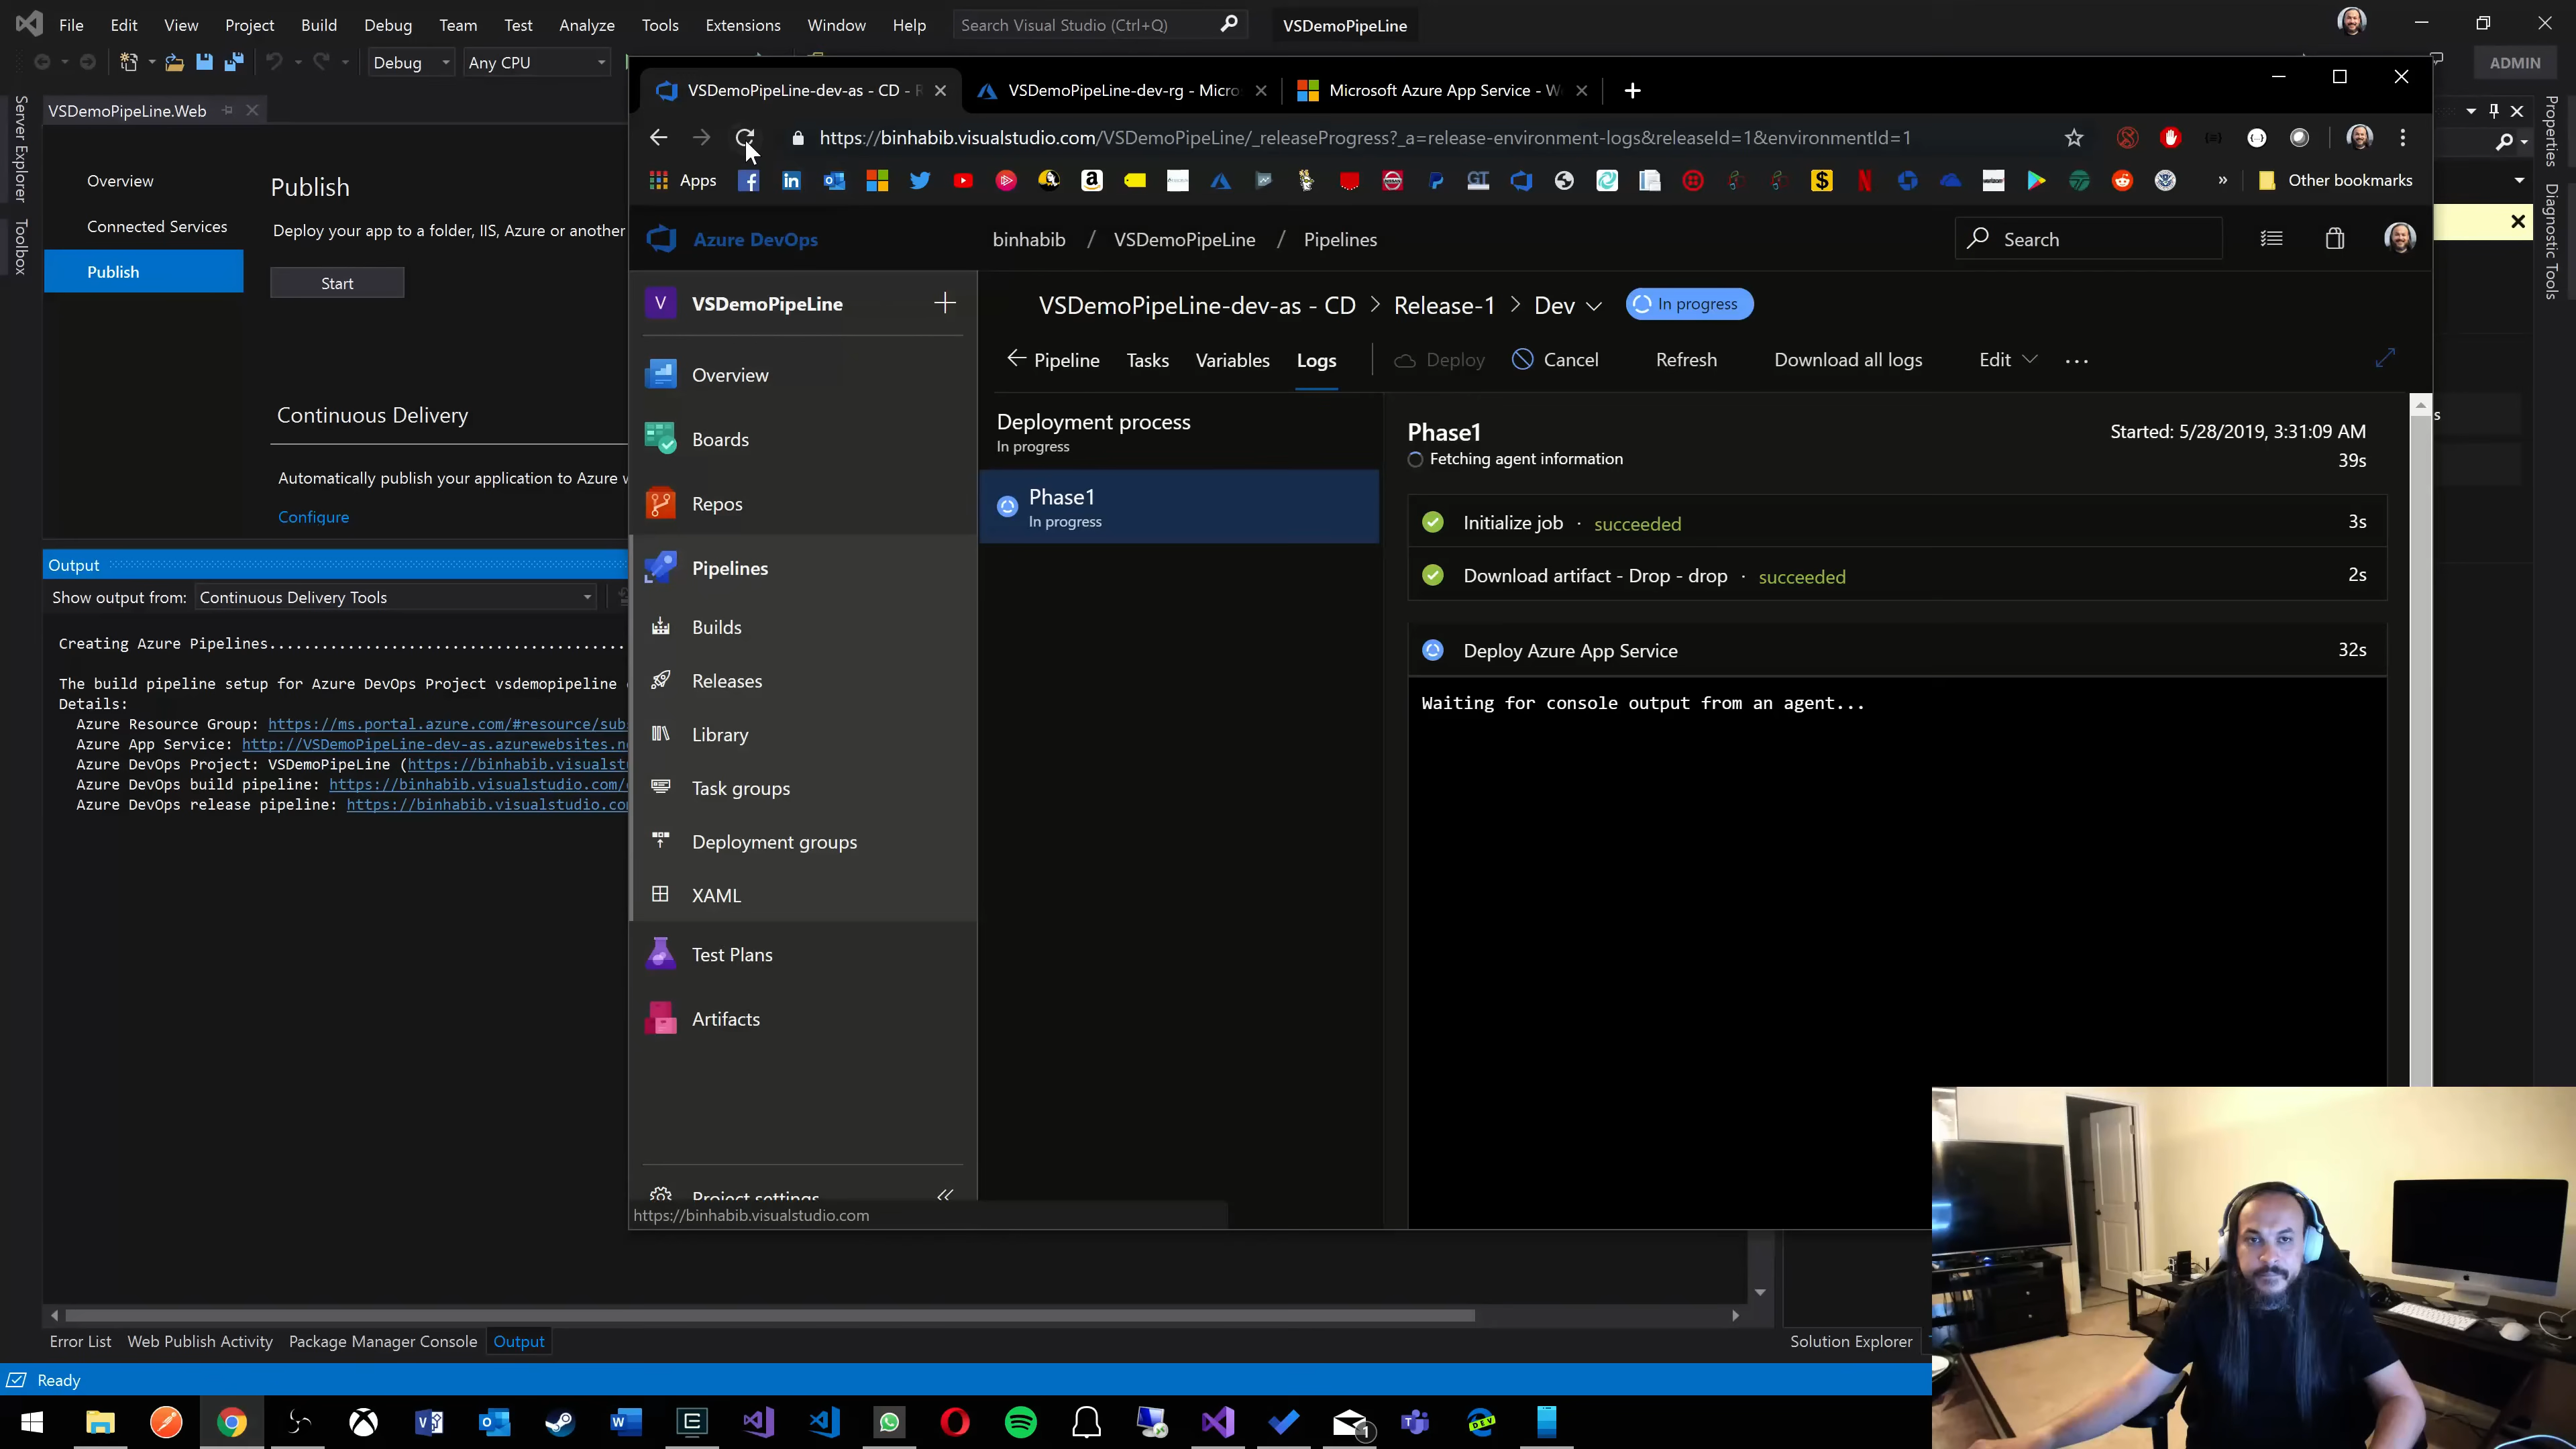 File Edit View Project Build Debug Team Test Analyze Tools Extensions Window Help Search Visual Studio (Ctrl+Q) VSDemoPipeLine
Debug Any CPU ADMIN
VSDemoPipeLine.Web
Server Explorer
Toolbox
Overview
Connected Services
Publish
Publish
Deploy your app to a folder, IIS, Azure or another
Start
Continuous Delivery
Automatically publish your application to Azure
Configure
Output
Show output from: Continuous Delivery Tools
Creating Azure Pipelines.........................................
The build pipeline setup for Azure DevOps Project vsdemopipeline
Details:
Azure Resource Group: https://ms.portal.azure.com/#resource/sub
Azure App Service: http://VSDemoPipeLine-dev-as.azurewebsites.n
Azure DevOps Project: VSDemoPipeLine (https://binhabib.visualst
Azure DevOps build pipeline: https://binhabib.visualstudio.com/
Azure DevOps release pipeline: https://binhabib.visualstudio.co
VSDemoPipeLine-dev-as - CD - VSDemoPipeLine-dev-rg - Micro Microsoft Azure App Service - W
https://binhabib.visualstudio.com/VSDemoPipeLine/_releaseProgress?_a=release-environment-logs&releaseId=1&environmentId=1
Apps GT Other bookmarks
Azure DevOps binhabib / VSDemoPipeLine / Pipelines Search
V VSDemoPipeLine
Overview
Boards
Repos
Pipelines
Builds
Releases
Library
Task groups
Deployment groups
XAML
Test Plans
Artifacts
Project settings
https://binhabib.visualstudio.com
VSDemoPipeLine-dev-as - CD > Release-1 > Dev In progress
Pipeline Tasks Variables Logs Deploy Cancel Refresh Download all logs Edit ...
Deployment process
In progress
Phase1
In progress
Phase1 Started: 5/28/2019, 3:31:09 AM
Fetching agent information 39s
Initialize job · succeeded 3s
Download artifact - Drop - drop · succeeded 2s
Deploy Azure App Service 32s
Waiting for console output from an agent...
Properties
Diagnostic Tools
Error List Web Publish Activity Package Manager Console Output
Solution Explorer
Ready
1
DEV